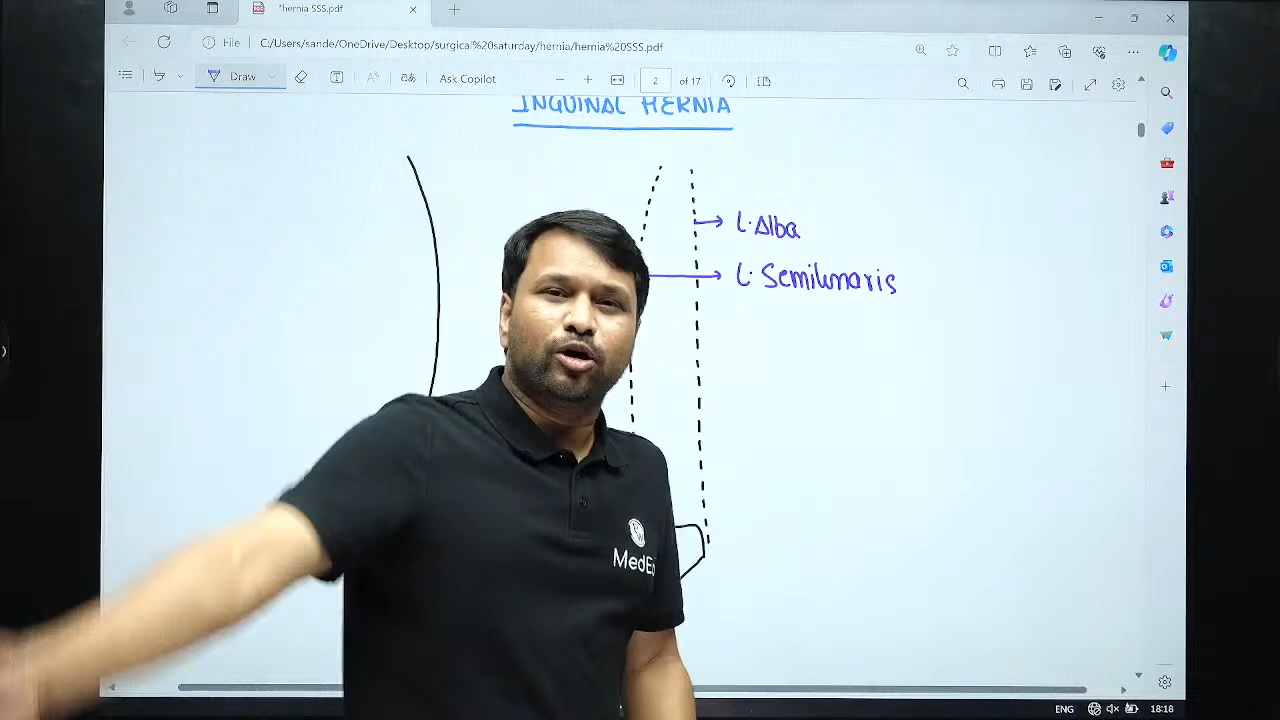 *hernia SSS.pdf
File
C:/Users/sande/OneDrive/Desktop/surgical%20saturday/hernia/hernia%20SSS.pdf
Draw
Ask Copilot
2 of 17
INGUINAL HERNIA
L. Alba
L. Semilunaris
ENG
18:18